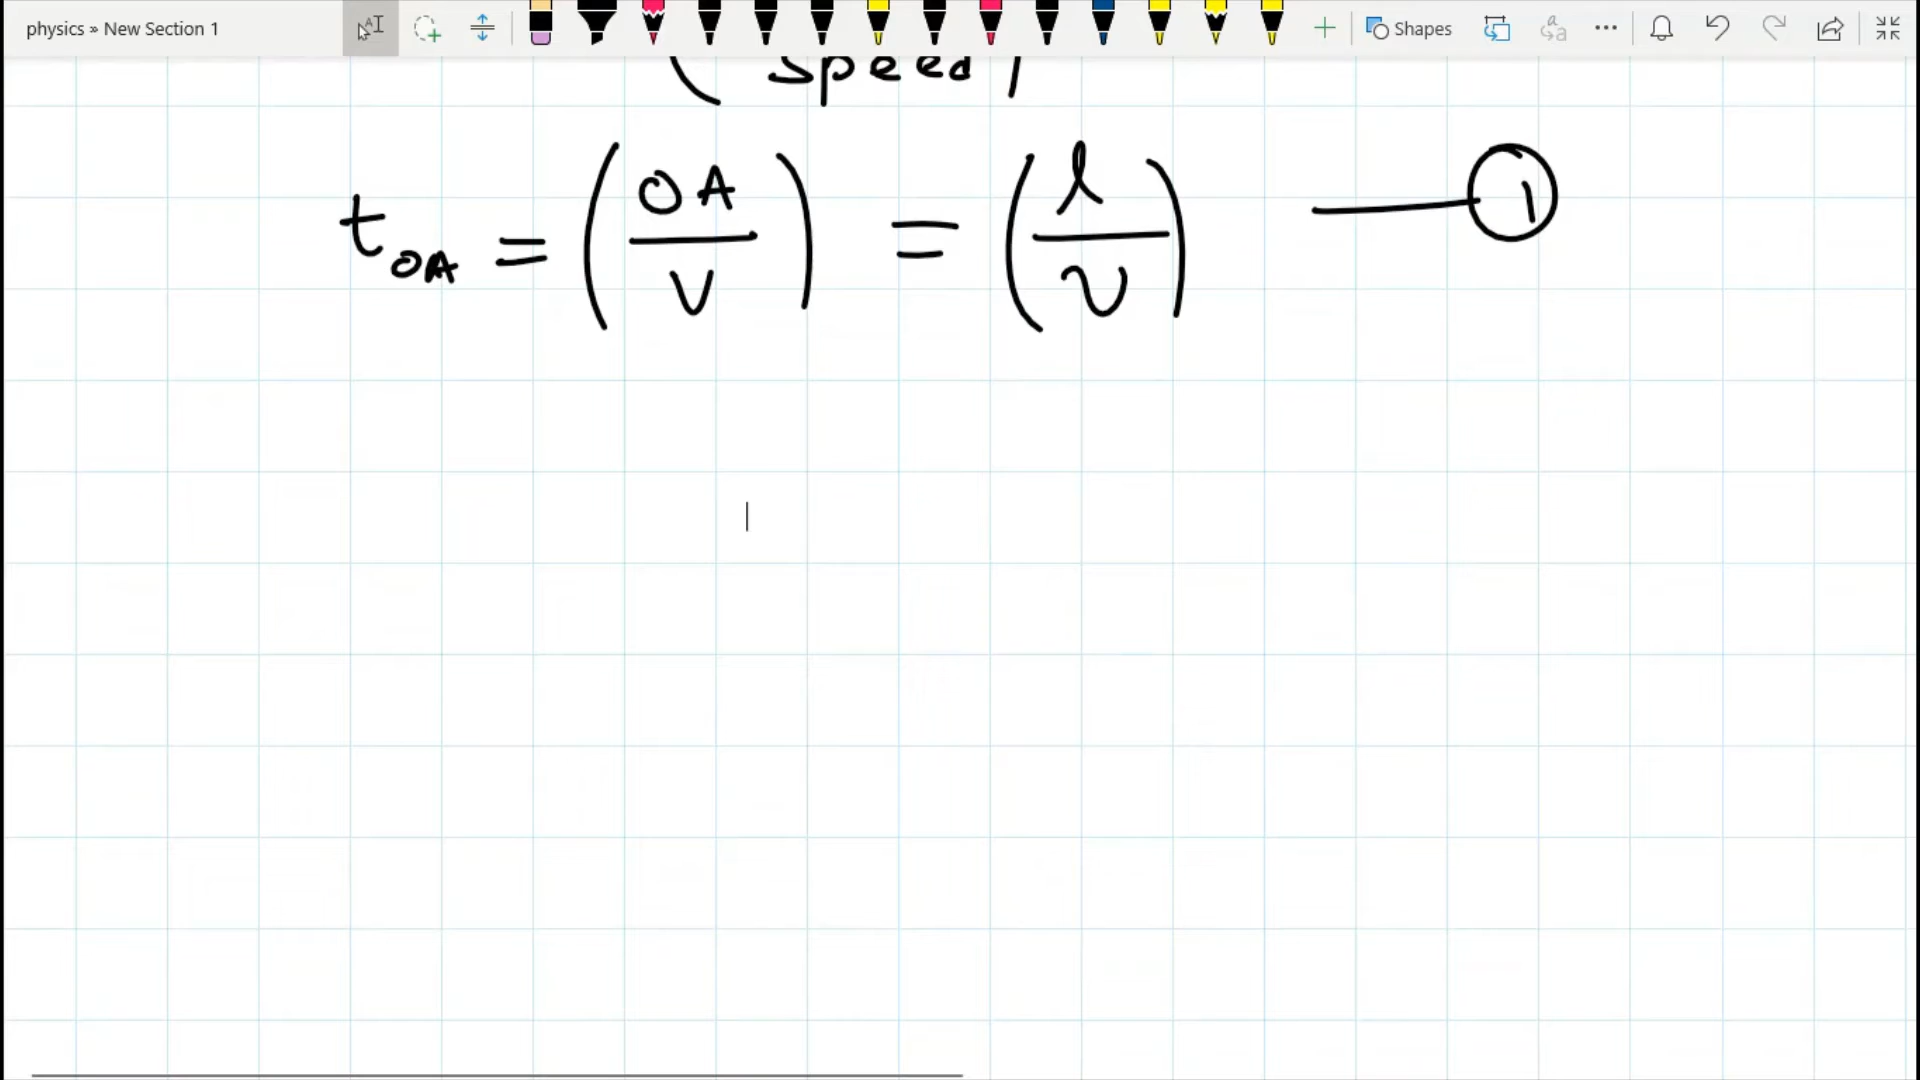 physics » New Section 1
Shapes
( speed )
t_OA = (OA / V) = (l / v) — ①